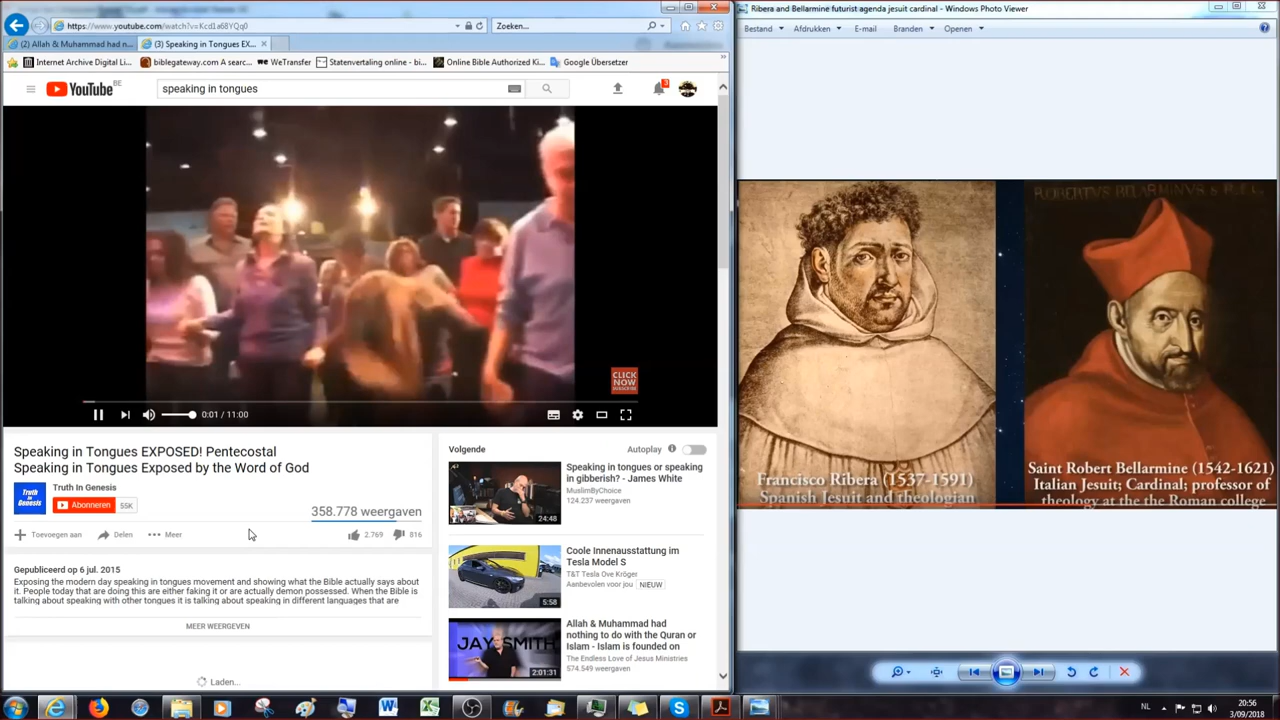 https://www.youtube.com/watch?v=Kcd1a68YQq0
Zoeken...
(2) Allah & Muhammad had n...
(3) Speaking in Tongues EX...
Internet Archive Digital Li...
biblegateway.com A searc...
WeTransfer
Statenvertaling online - bi...
Online Bible Authorized Ki...
Google Übersetzer
YouTube BE
speaking in tongues
3
CLICK
NOW
SUBSCRIBE
0:01 / 11:00
Speaking in Tongues EXPOSED! Pentecostal
Speaking in Tongues Exposed by the Word of God
Truth
In
Genesis
Truth In Genesis
Abonneren 55K
358.778 weergaven
Toevoegen aan
Delen
Meer
2.769
816
Gepubliceerd op 6 jul. 2015
Exposing the modern day speaking in tongues movement and showing what the Bible actually says about
it. People today that are doing this are either faking it or are actually demon possessed. When the Bible is
talking about speaking with other tongues it is talking about speaking in different languages that are
MEER WEERGEVEN
Laden...
Volgende
Autoplay
Speaking in tongues or speaking
in gibberish? - James White
MuslimByChoice
124.237 weergaven
24:48
Coole Innenausstattung im
Tesla Model S
T&T Tesla Ove Kröger
Aanbevolen voor jou NIEUW
5:58
Allah & Muhammad had
nothing to do with the Quran or
Islam - Islam is founded on
The Endless Love of Jesus Ministries
574.549 weergaven
JAY SMITH
2:01:31
Ribera and Bellarmine futurist agenda jesuit cardinal - Windows Photo Viewer
Bestand
Afdrukken
E-mail
Branden
Openen
Francisco Ribera (1537-1591)
Spanish Jesuit and theologian
Saint Robert Bellarmine (1542-1621)
Italian Jesuit; Cardinal; professor of
theology at the Roman college
NL
20:56
3/09/2018